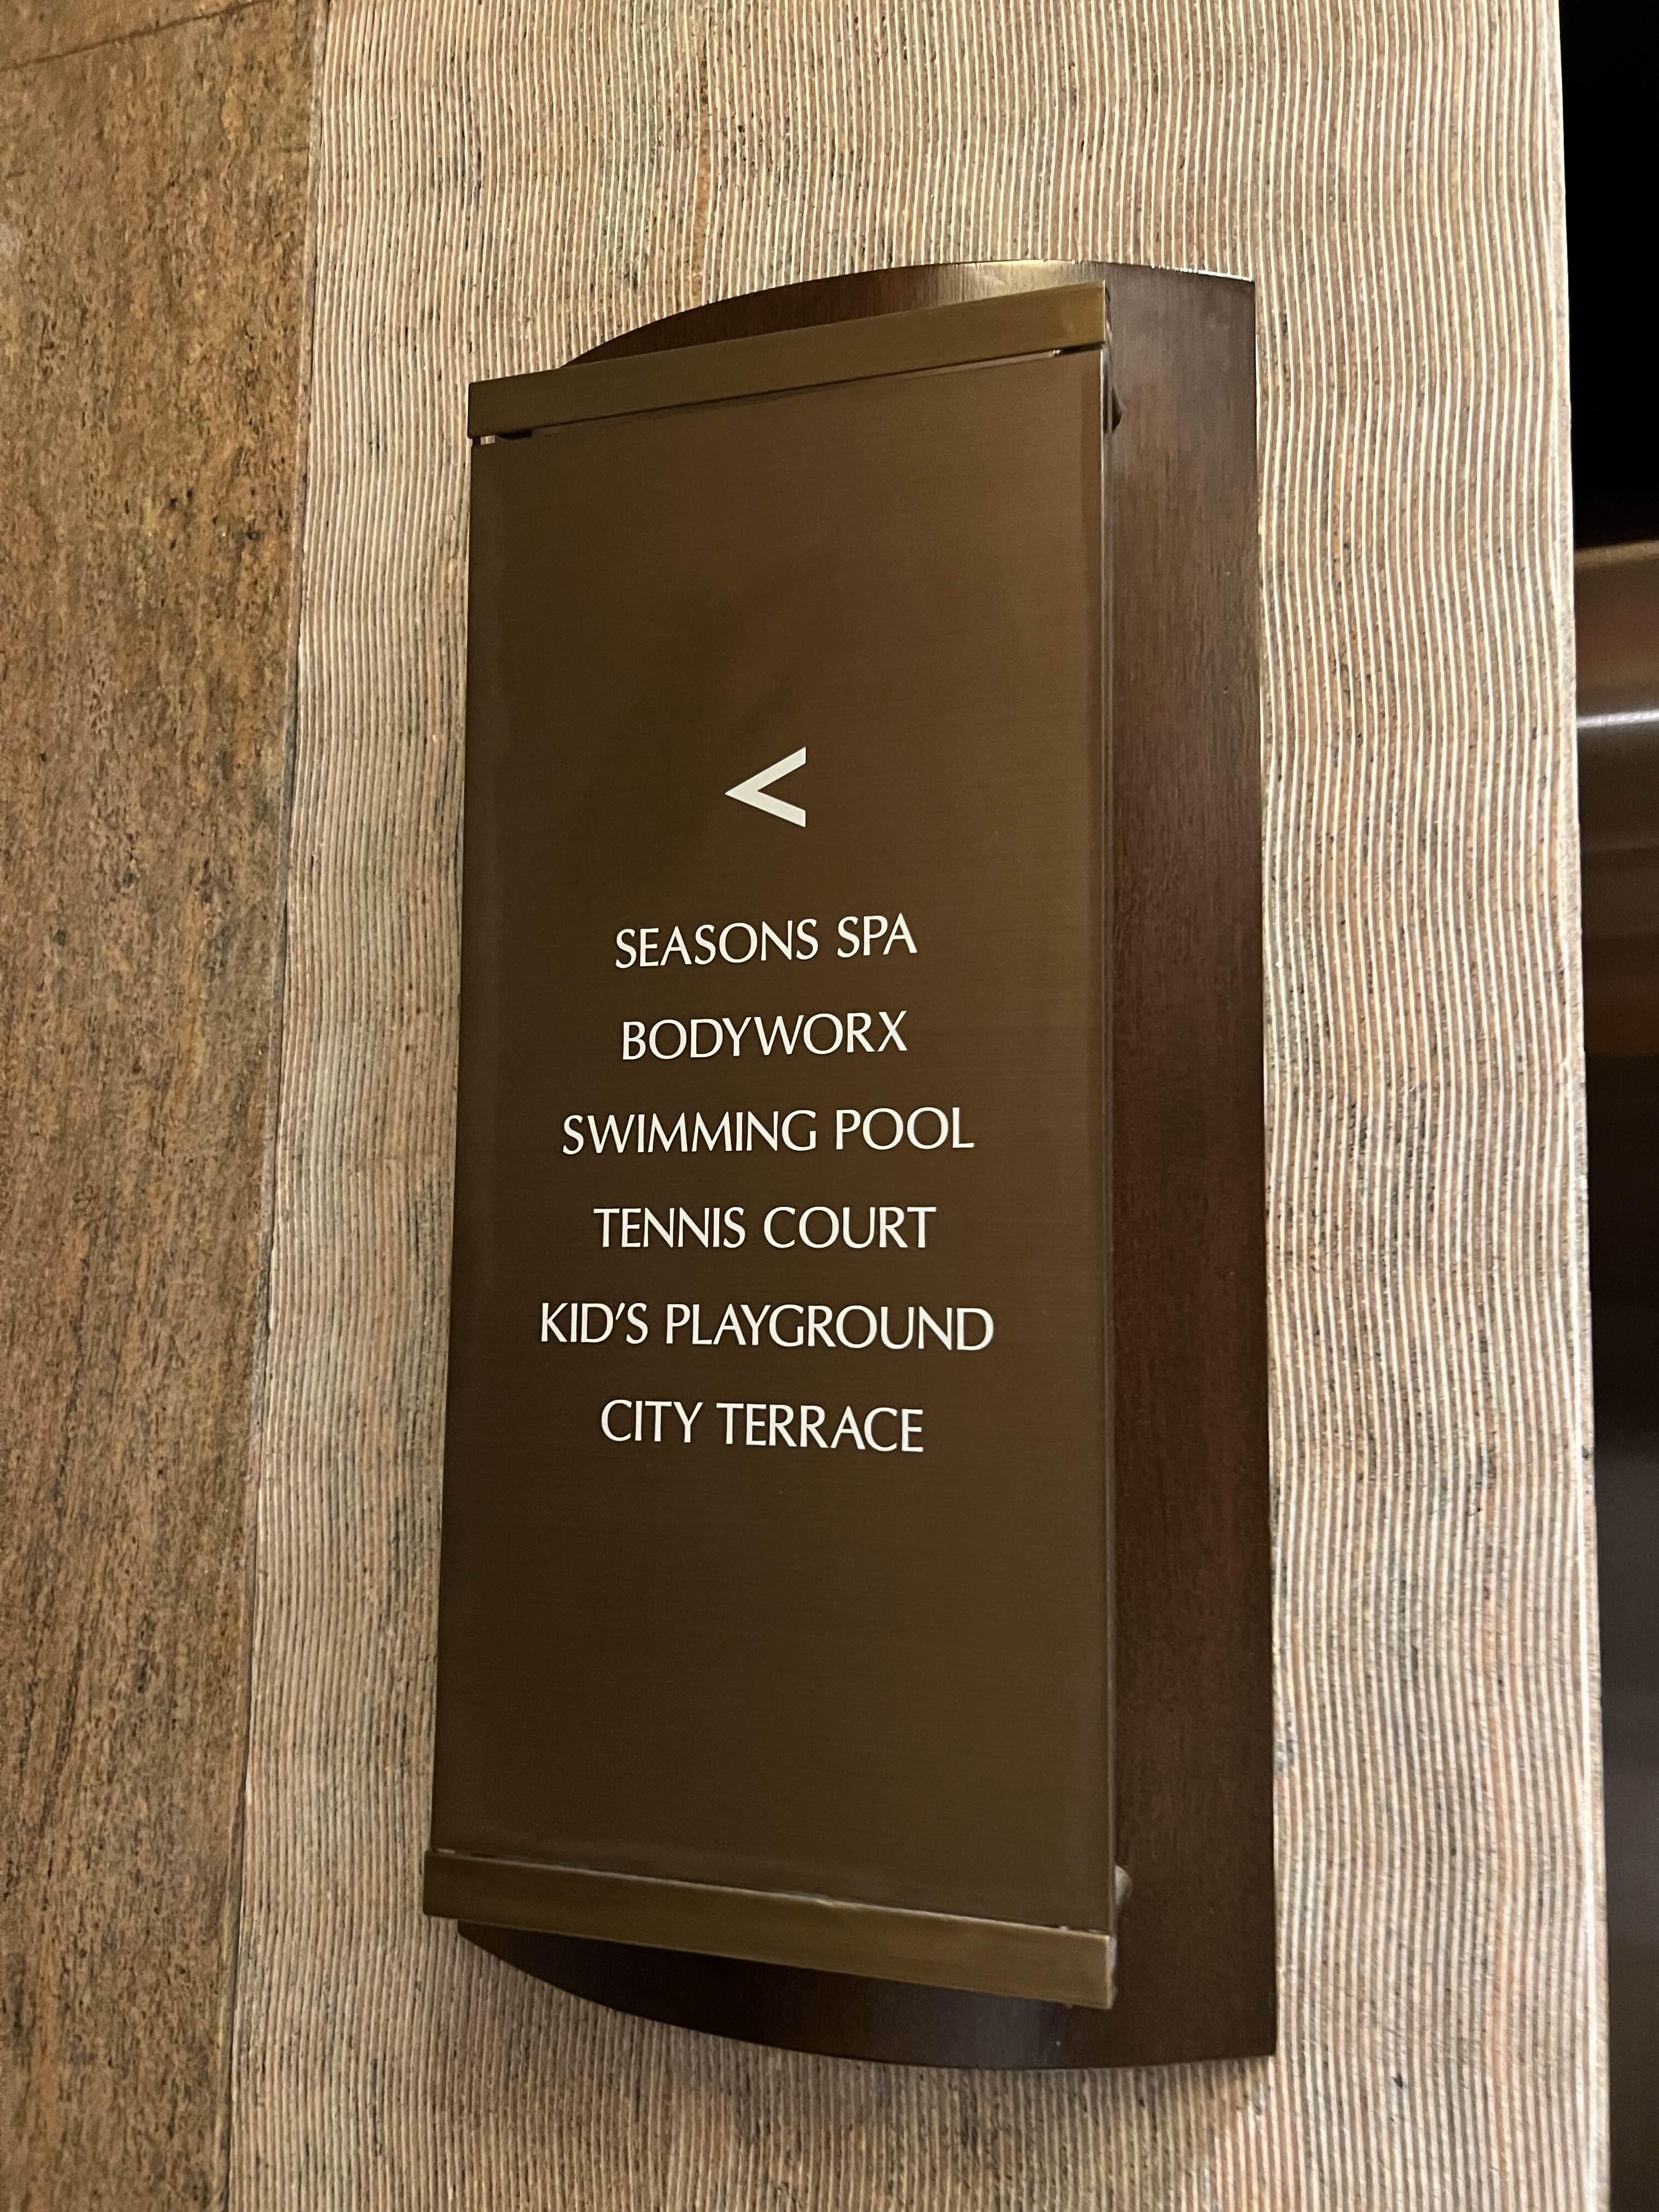 <
SEASONS SPA
BODYWORX
SWIMMING POOL
TENNIS COURT
KID'S PLAYGROUND
CITY TERRACE